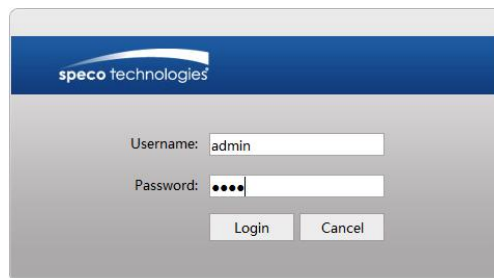 speco technologies
Username: admin
Password: ••••
Login Cancel